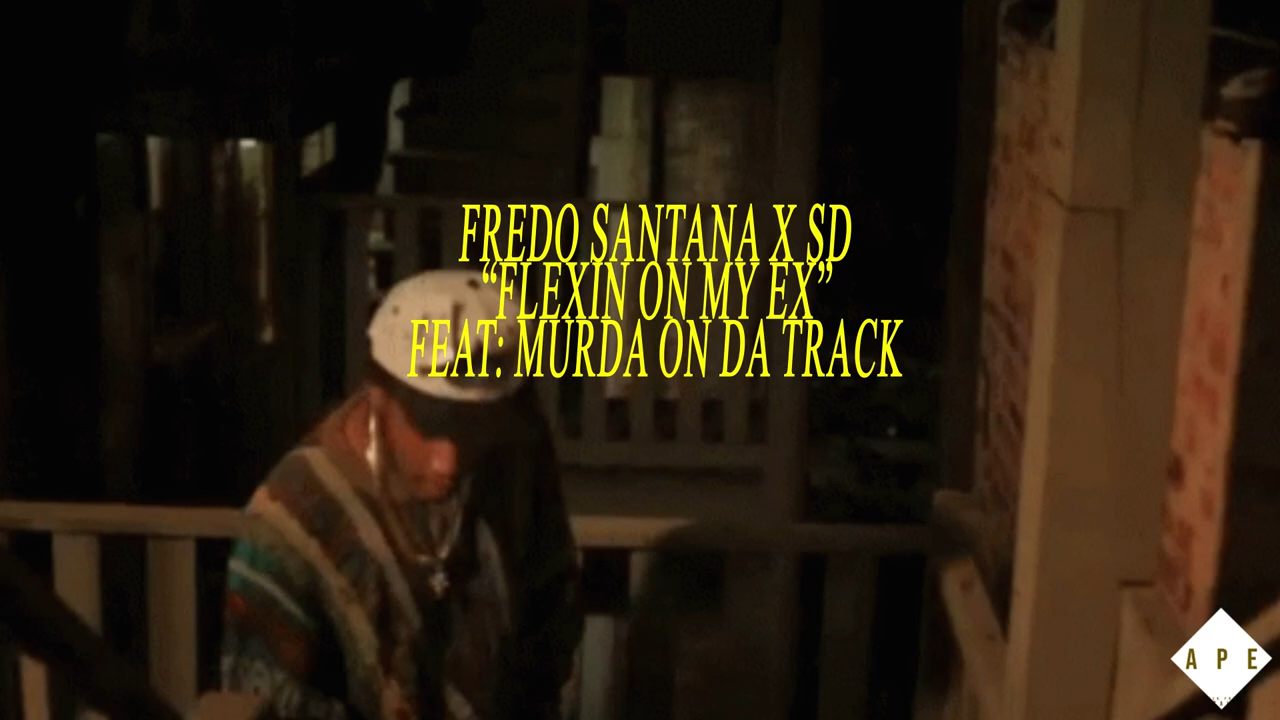 FREDO SANTANA X SD
“FLEXIN ON MY EX”
FEAT: MURDA ON DA TRACK
A P E